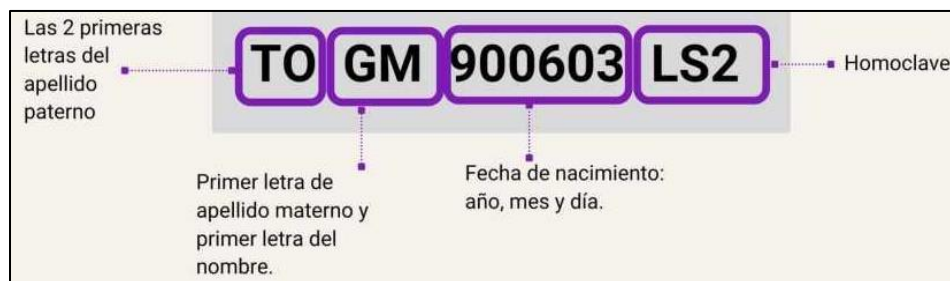 Las 2 primeras
letras del
apellido
paterno
TO GM 900603 LS2
Homoclave
Primer letra de
apellido materno y
primer letra del
nombre.
Fecha de nacimiento:
año, mes y día.